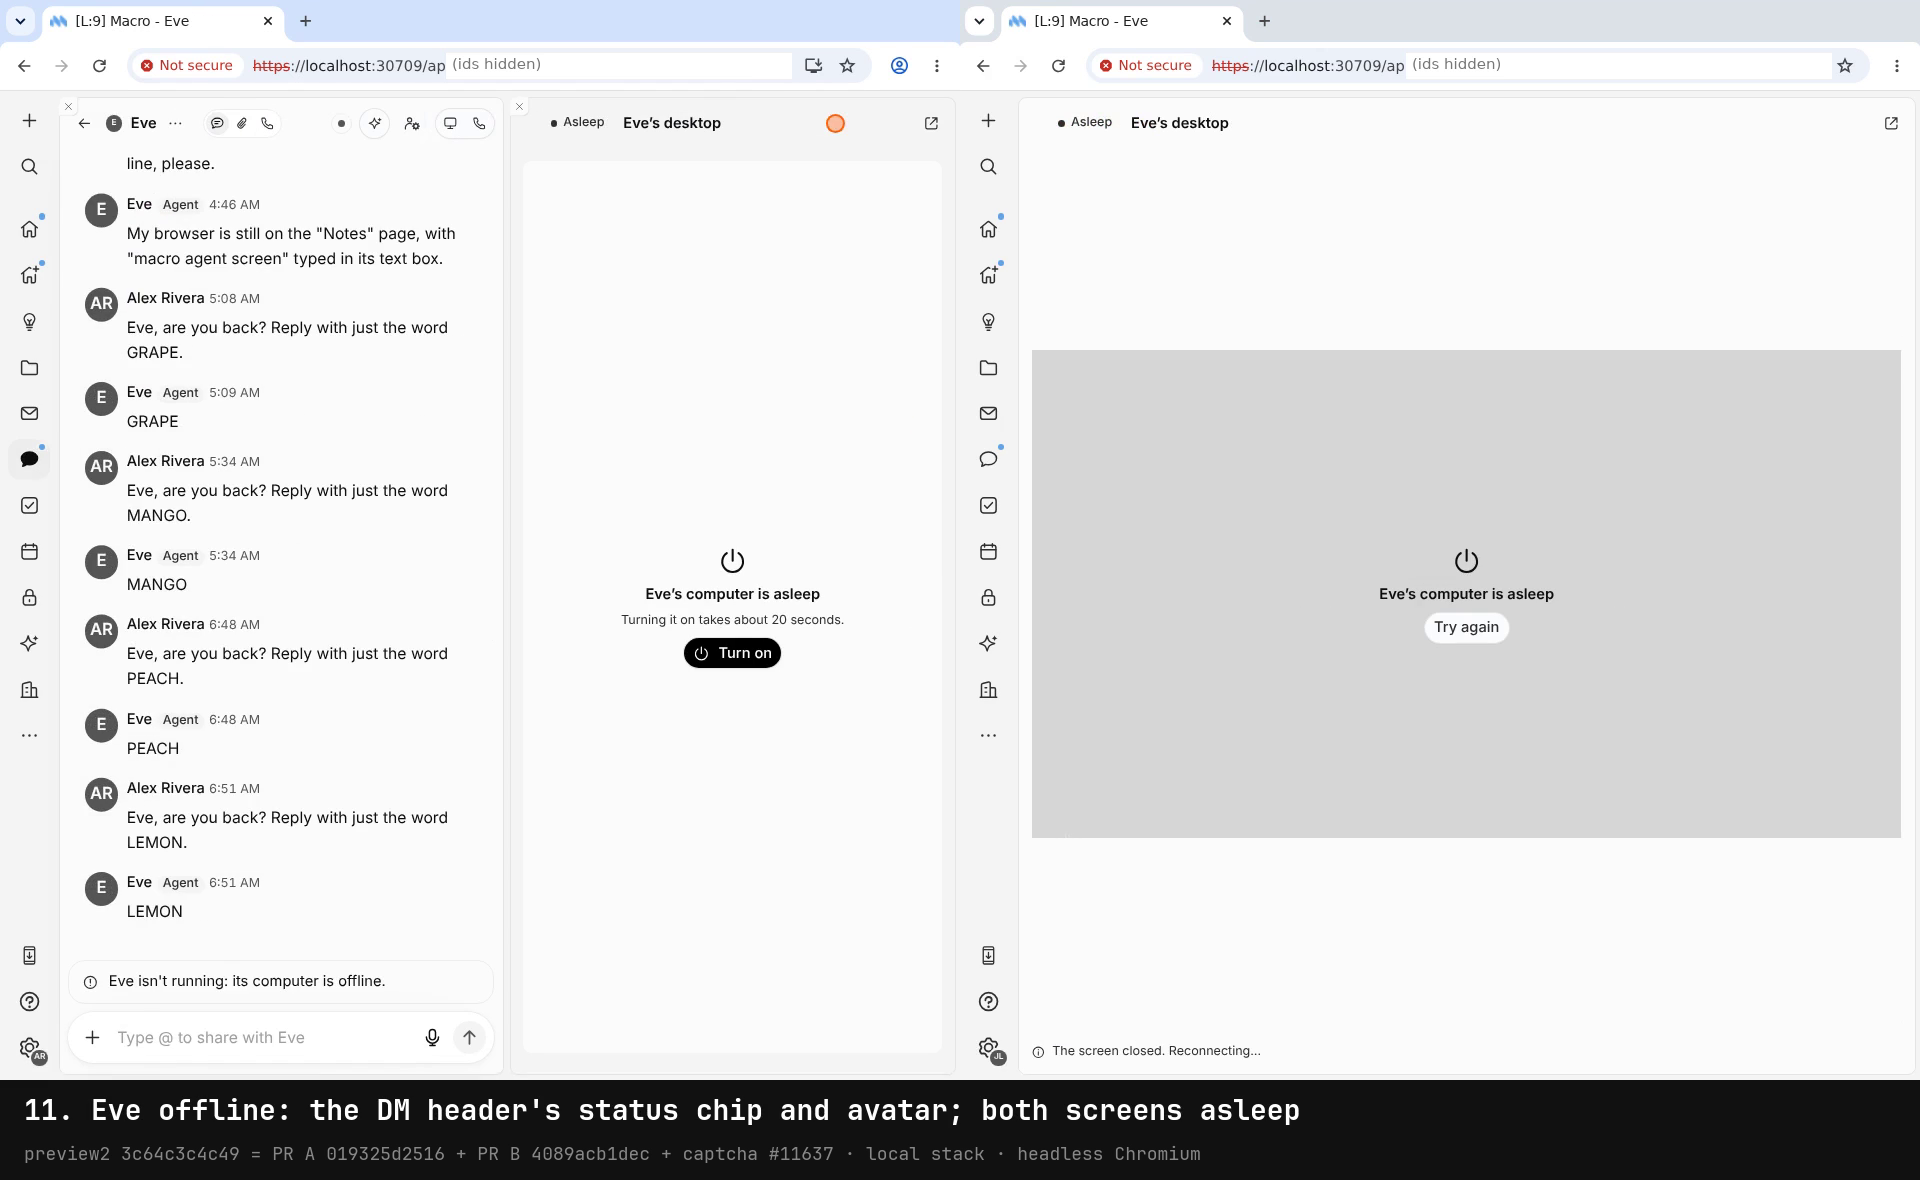 [L:9] Macro - Eve
Not secure https://localhost:30709/ap (ids hidden)
E Eve ...
line, please.
E Eve Agent 4:46 AM
My browser is still on the "Notes" page, with
"macro agent screen" typed in its text box.
AR Alex Rivera 5:08 AM
Eve, are you back? Reply with just the word
GRAPE.
E Eve Agent 5:09 AM
GRAPE
AR Alex Rivera 5:34 AM
Eve, are you back? Reply with just the word
MANGO.
E Eve Agent 5:34 AM
MANGO
AR Alex Rivera 6:48 AM
Eve, are you back? Reply with just the word
PEACH.
E Eve Agent 6:48 AM
PEACH
AR Alex Rivera 6:51 AM
Eve, are you back? Reply with just the word
LEMON.
E Eve Agent 6:51 AM
LEMON
Eve isn't running: its computer is offline.
Type @ to share with Eve
AR
Asleep Eve’s desktop
Eve’s computer is asleep
Turning it on takes about 20 seconds.
Turn on
[L:9] Macro - Eve
Not secure https://localhost:30709/ap (ids hidden)
Asleep Eve’s desktop
Eve’s computer is asleep
Try again
The screen closed. Reconnecting...
JL
11. Eve offline: the DM header's status chip and avatar; both screens asleep
preview2 3c64c3c4c49 = PR A 019325d2516 + PR B 4089acb1dec + captcha #11637 · local stack · headless Chromium